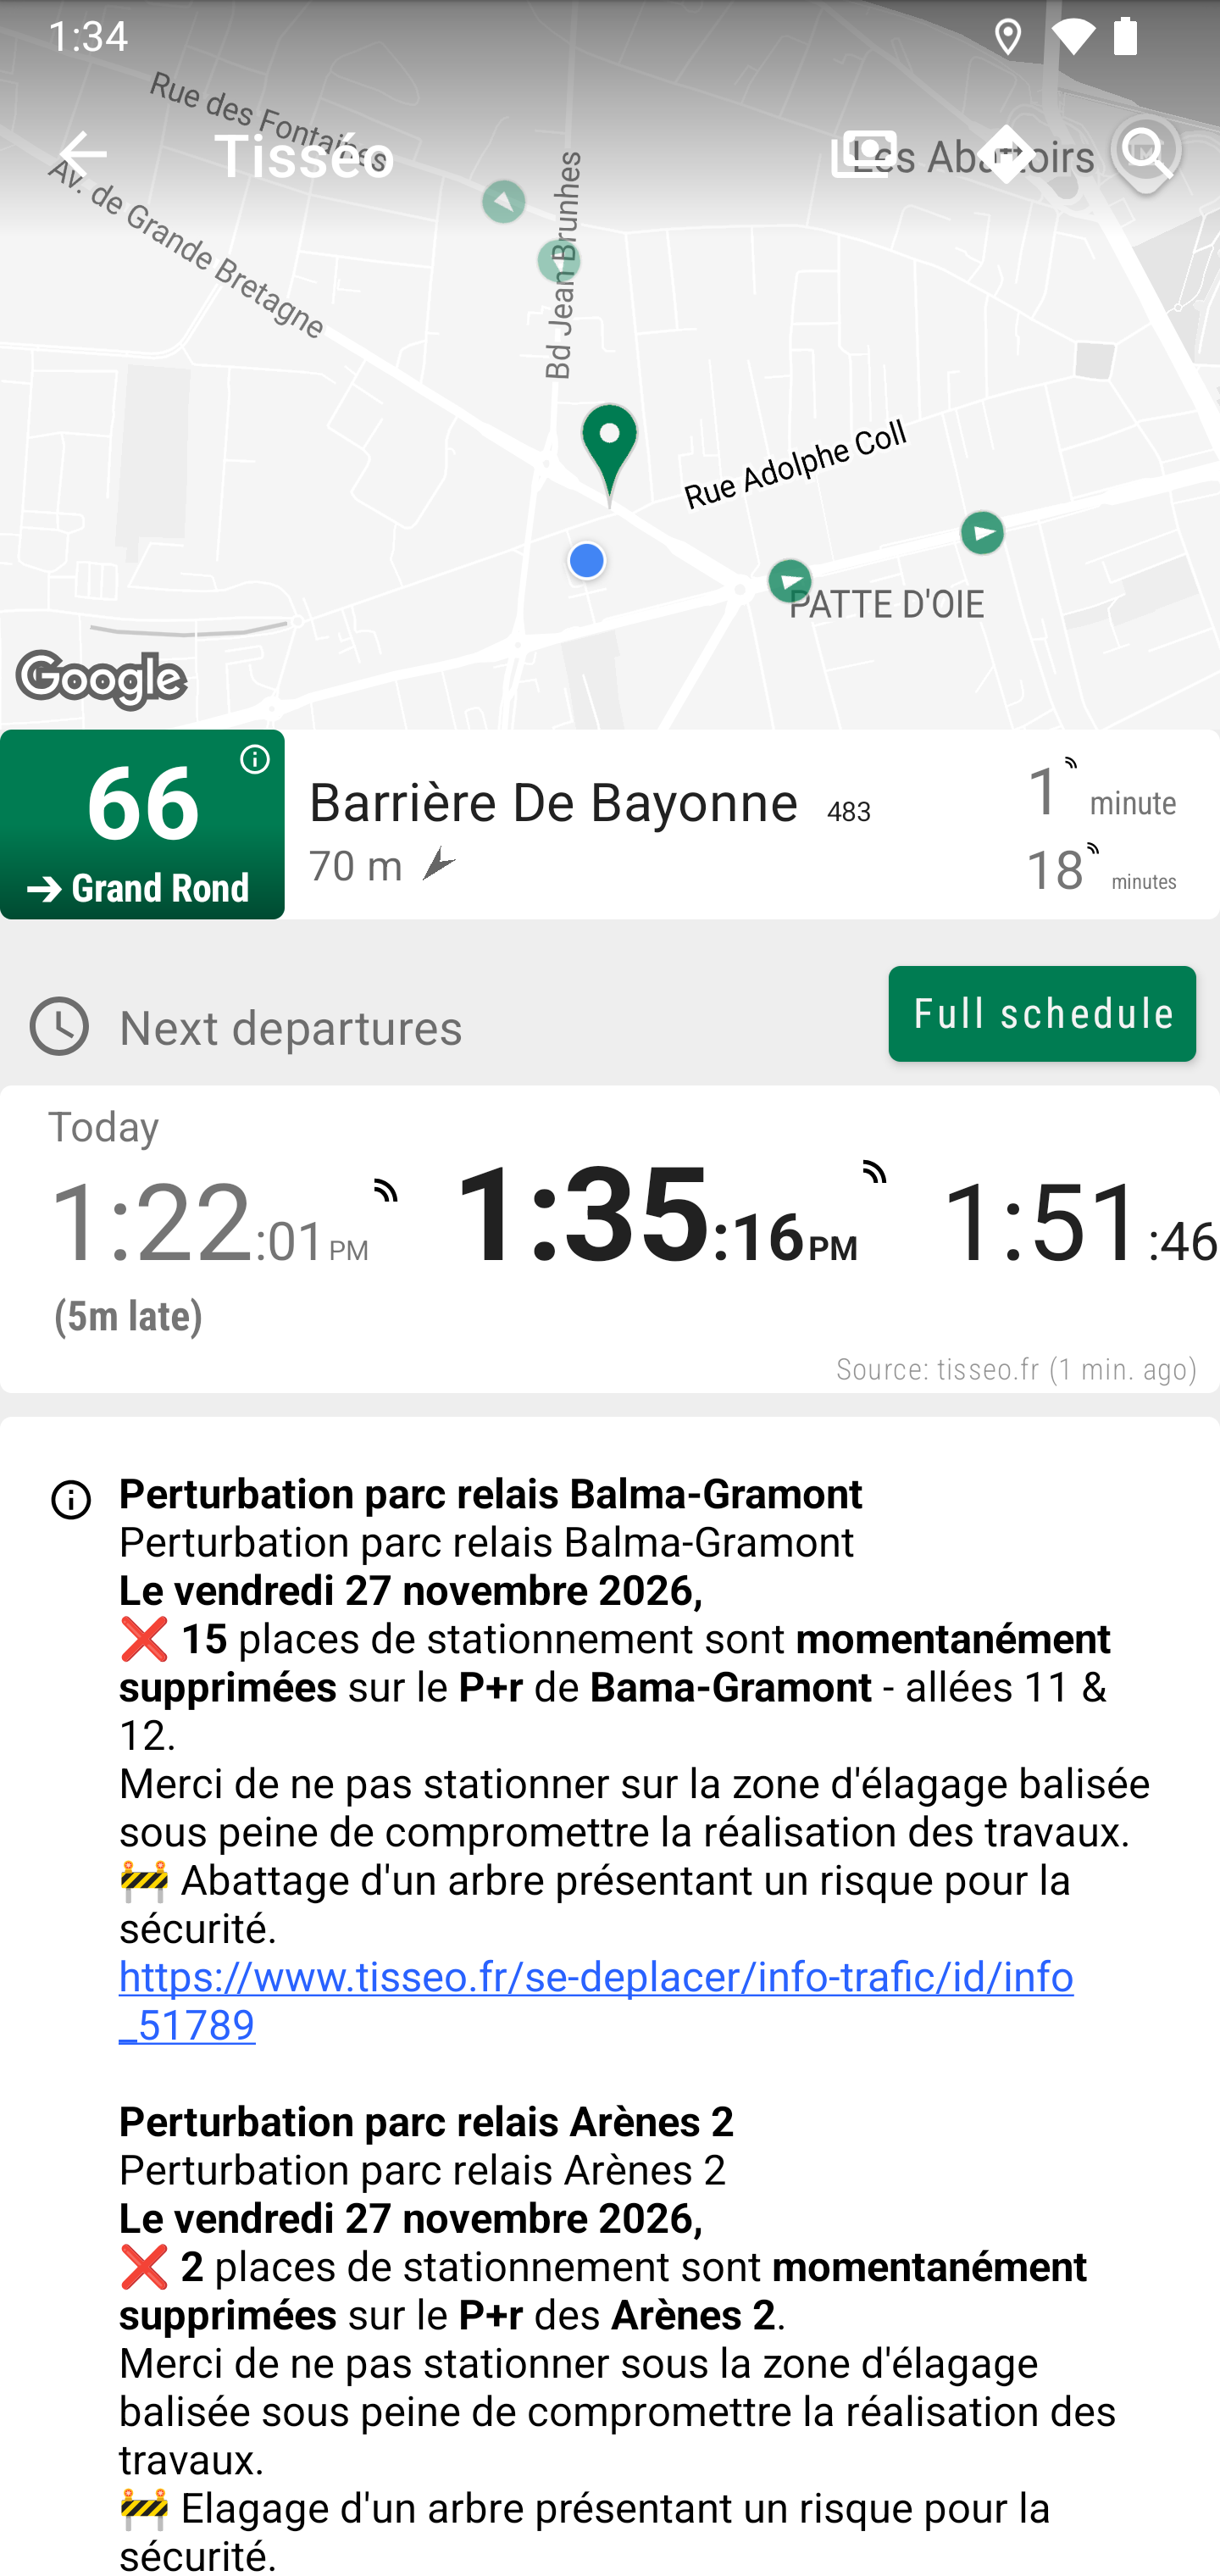 1:34
Rue des Fontaines
Tisséo
Les Abattoirs
Av. de Grande Bretagne
Bd Jean Brunhes
Rue Adolphe Coll
PATTE D'OIE
Google
66
➔ Grand Rond
Barrière De Bayonne 483
70 m
1 minute
18 minutes
Next departures
Full schedule
Today
1:22:01 PM
1:35:16 PM
1:51:46
(5m late)
Source: tisseo.fr (1 min. ago)
Perturbation parc relais Balma-Gramont
Perturbation parc relais Balma-Gramont
Le vendredi 27 novembre 2026,
❌ 15 places de stationnement sont momentanément
supprimées sur le P+r de Bama-Gramont - allées 11 &
12.
Merci de ne pas stationner sur la zone d'élagage balisée
sous peine de compromettre la réalisation des travaux.
🚧 Abattage d'un arbre présentant un risque pour la
sécurité.
https://www.tisseo.fr/se-deplacer/info-trafic/id/info
_51789
Perturbation parc relais Arènes 2
Perturbation parc relais Arènes 2
Le vendredi 27 novembre 2026,
❌ 2 places de stationnement sont momentanément
supprimées sur le P+r des Arènes 2.
Merci de ne pas stationner sous la zone d'élagage
balisée sous peine de compromettre la réalisation des
travaux.
🚧 Elagage d'un arbre présentant un risque pour la
sécurité.